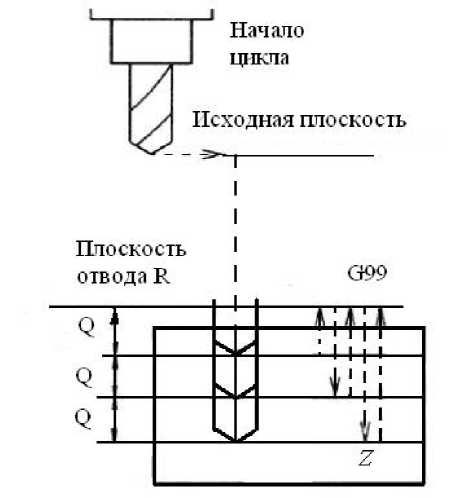 Начало
цикла
Исходная плоскость
Плоскость
отвода R
G99
Q
Q
Q
Z